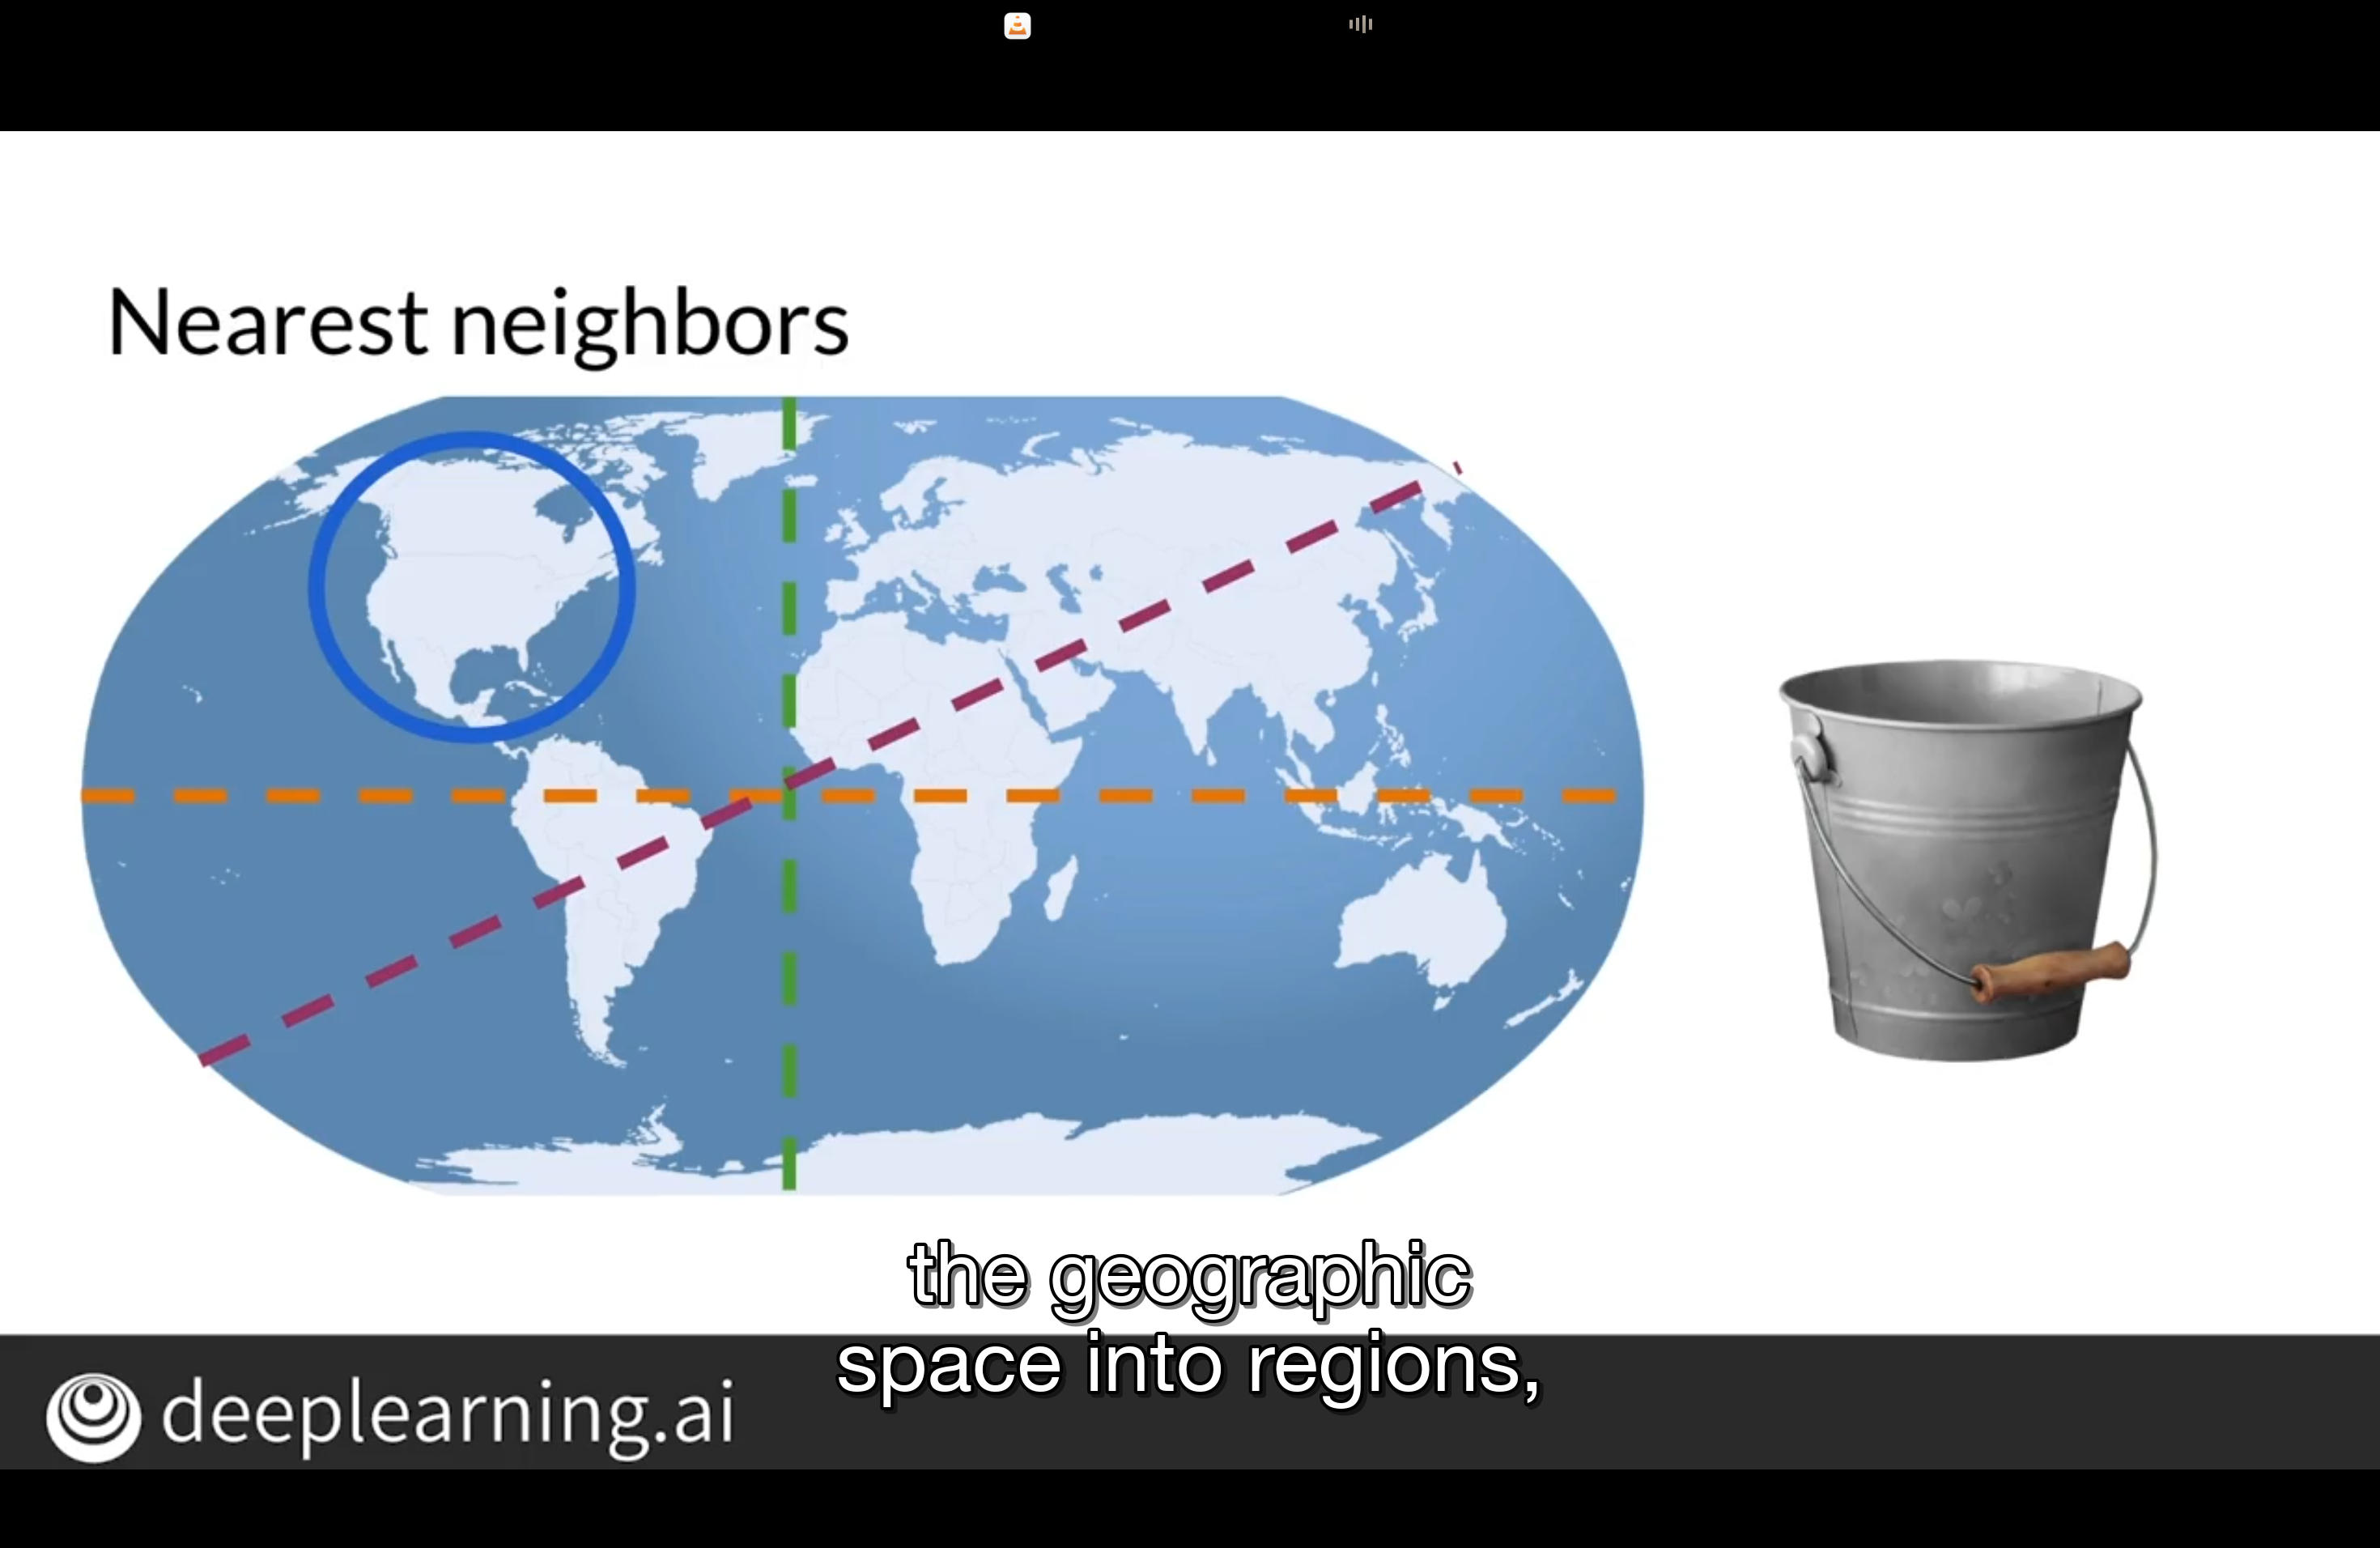 Nearest neighbors
the geographic
space into regions,
deeplearning.ai